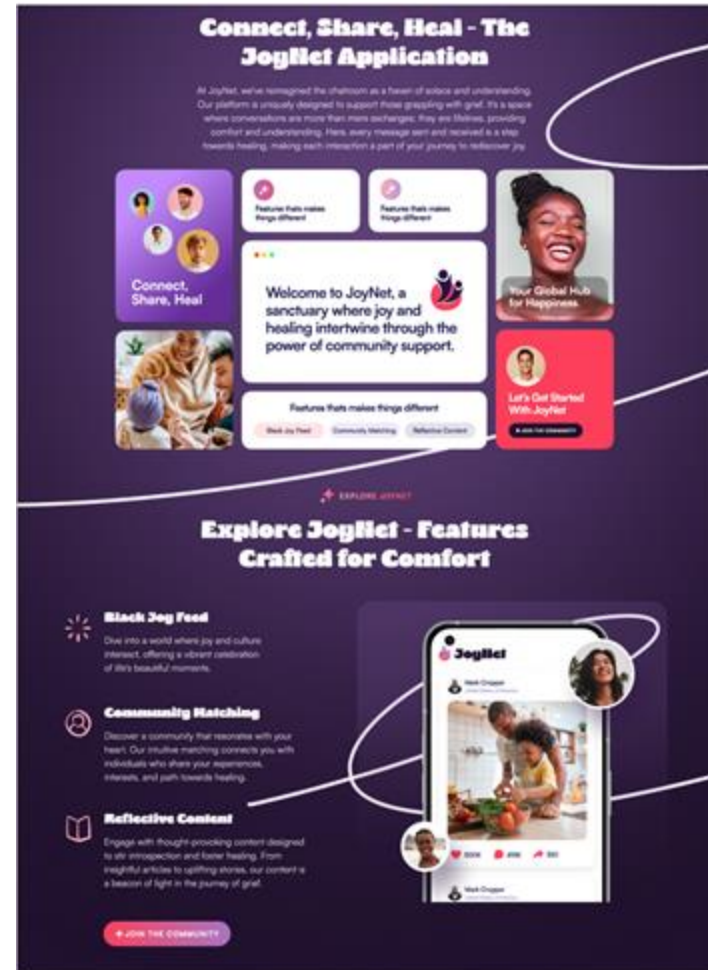 Connect, Share, Heal - The
JoyNet Application
At JoyNet, we've reimagined the chatroom as a haven of solace and understanding.
Our platform is uniquely designed to support those grappling with grief. It's a space
where conversations are more than mere exchanges; they are lifelines, providing
comfort and understanding. Here, every message sent and received is a step
towards healing, making each interaction a part of your journey to rediscover joy.
Connect,
Share, Heal
Features thats makes
things different
Features thats makes
things different
Your Global Hub
for Happiness
Welcome to JoyNet, a
sanctuary where joy and
healing intertwine through the
power of community support.
Features thats makes things different
Black Joy Feed
Community Matching
Reflective Content
Let's Get Started
With JoyNet
JOIN THE COMMUNITY
EXPLORE JOYNET
Explore JoyNet - Features
Crafted for Comfort
Black Joy Feed
Dive into a world where joy and culture
intersect, offering a vibrant celebration
of life's beautiful moments.
Community Matching
Discover a community that resonates with your
heart. Our intuitive matching connects you with
individuals who share your experiences,
interests, and path towards healing.
Reflective Content
Engage with thought-provoking content designed
to stir introspection and foster healing. From
insightful articles to uplifting stories, our content is
a beacon of light in the journey of grief.
JOIN THE COMMUNITY
JoyNet
Mark Cropper
Mark Cropper